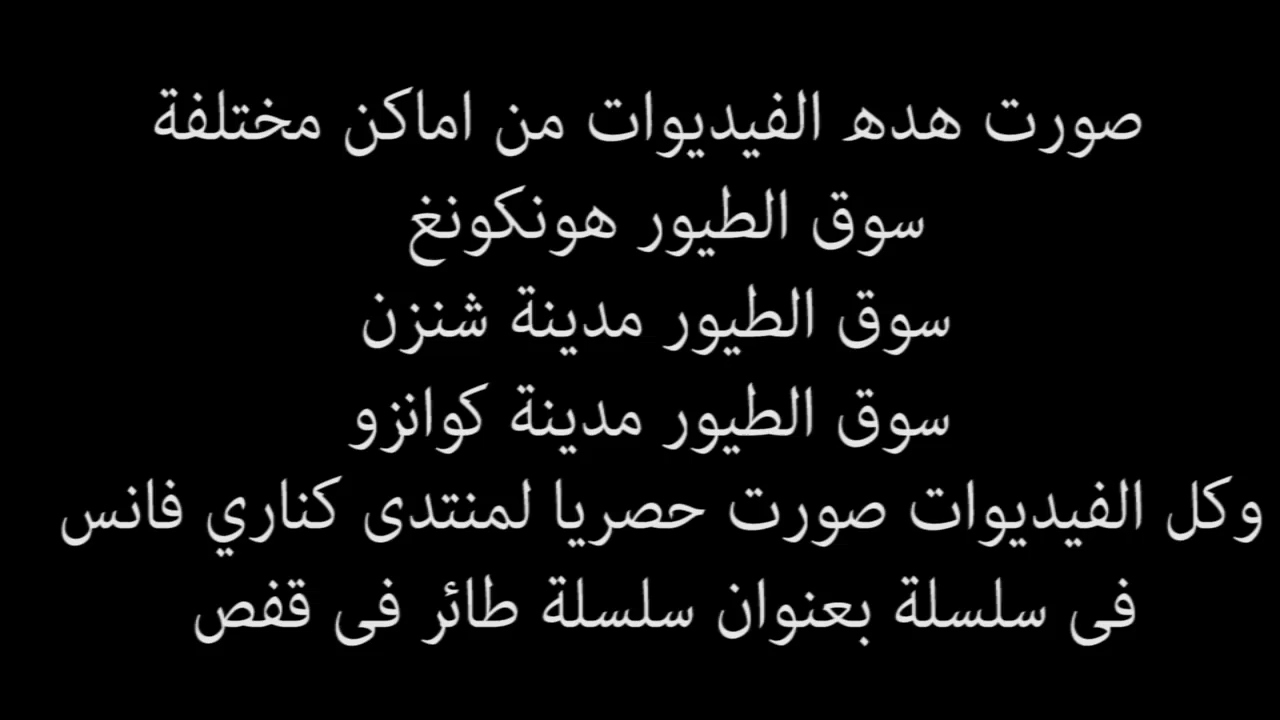 صورت هده الفيديوات من اماكن مختلفة
سوق الطيور هونكونغ
سوق الطيور مدينة شنزن
سوق الطيور مدينة كوانزو
وكل الفيديوات صورت حصريا لمنتدى كناري فانس
فى سلسلة بعنوان سلسلة طائر فى قفص